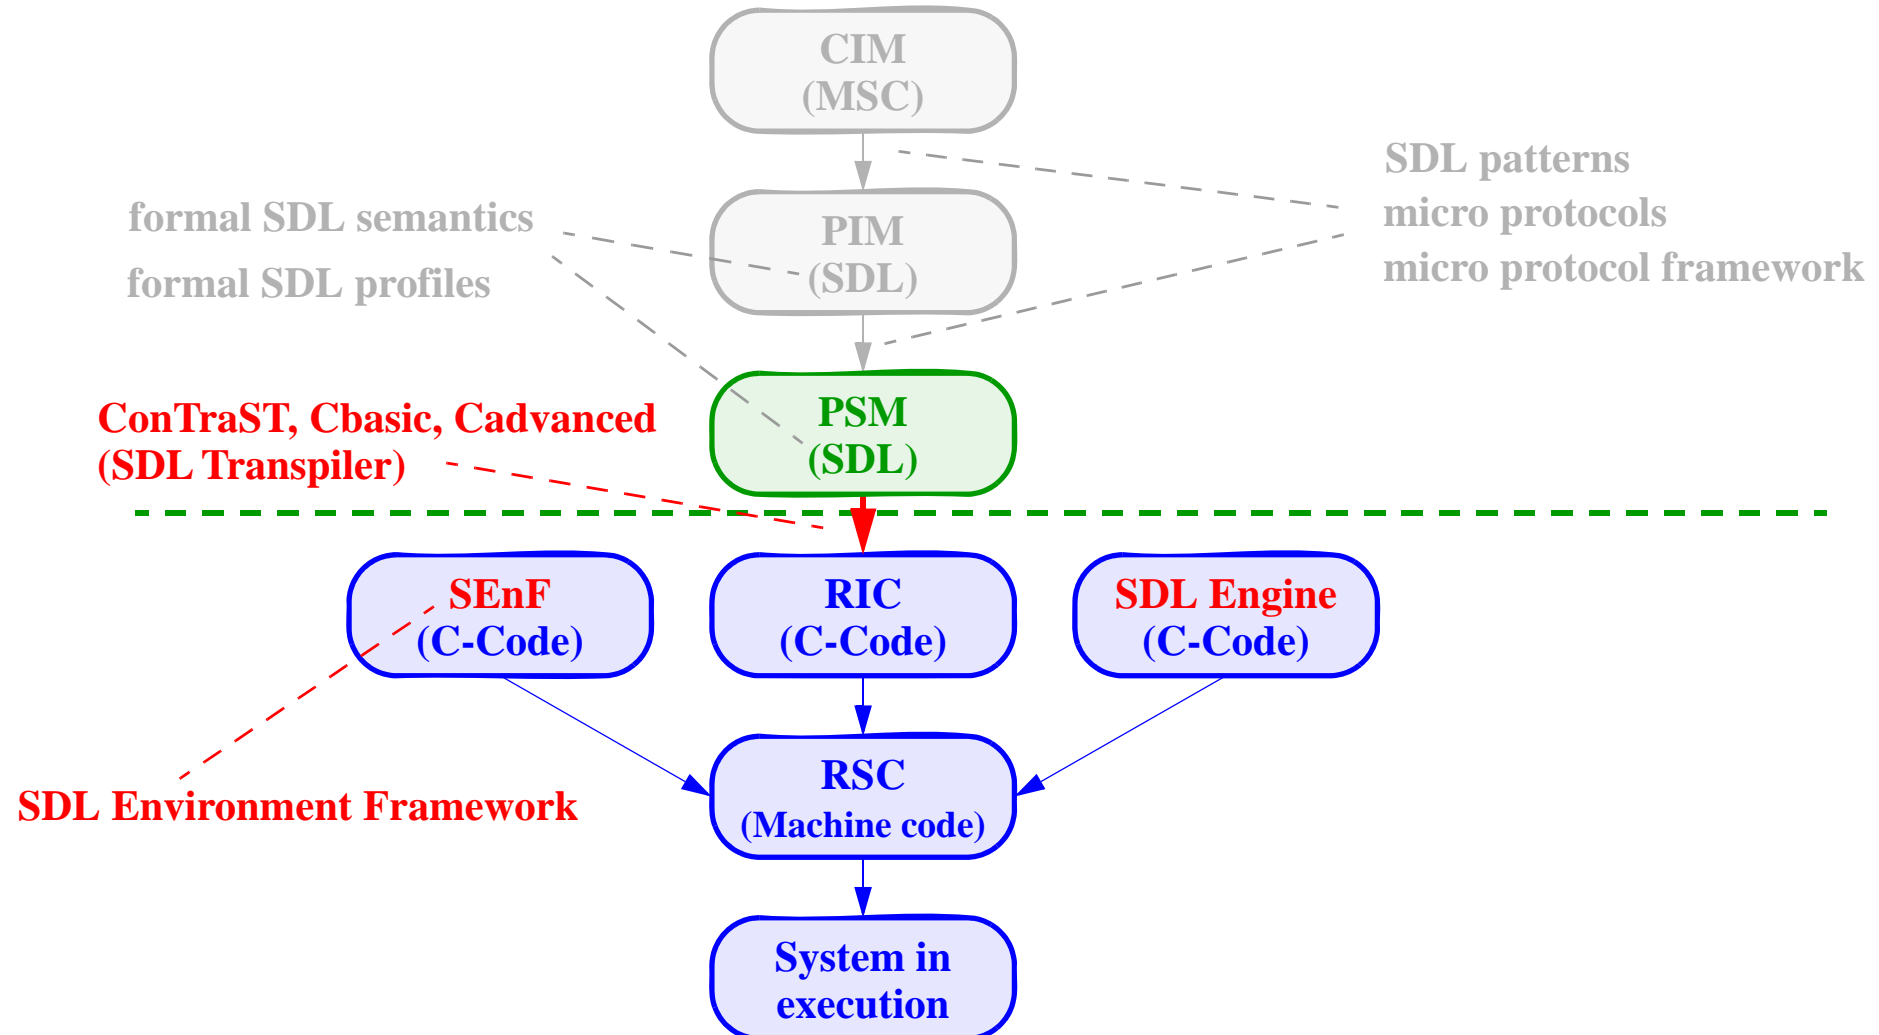 CIM
(MSC)
SDL patterns
micro protocols
micro protocol framework
formal SDL semantics
formal SDL profiles
PIM
(SDL)
ConTraST, Cbasic, Cadvanced
(SDL Transpiler)
PSM
(SDL)
SEnF
(C-Code)
RIC
(C-Code)
SDL Engine
(C-Code)
SDL Environment Framework
RSC
(Machine code)
System in
execution